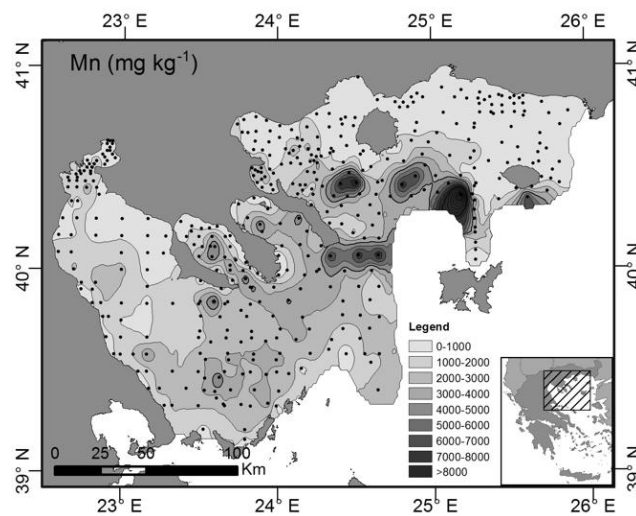 23° E 24° E 25° E 26° E
Mn (mg kg⁻¹)
41° N 41° N
40° N 40° N
39° N 39° N
Legend
0-1000
1000-2000
2000-3000
3000-4000
4000-5000
5000-6000
6000-7000
7000-8000
>8000
0 25 50 100
Km
23° E 24° E 25° E 26° E